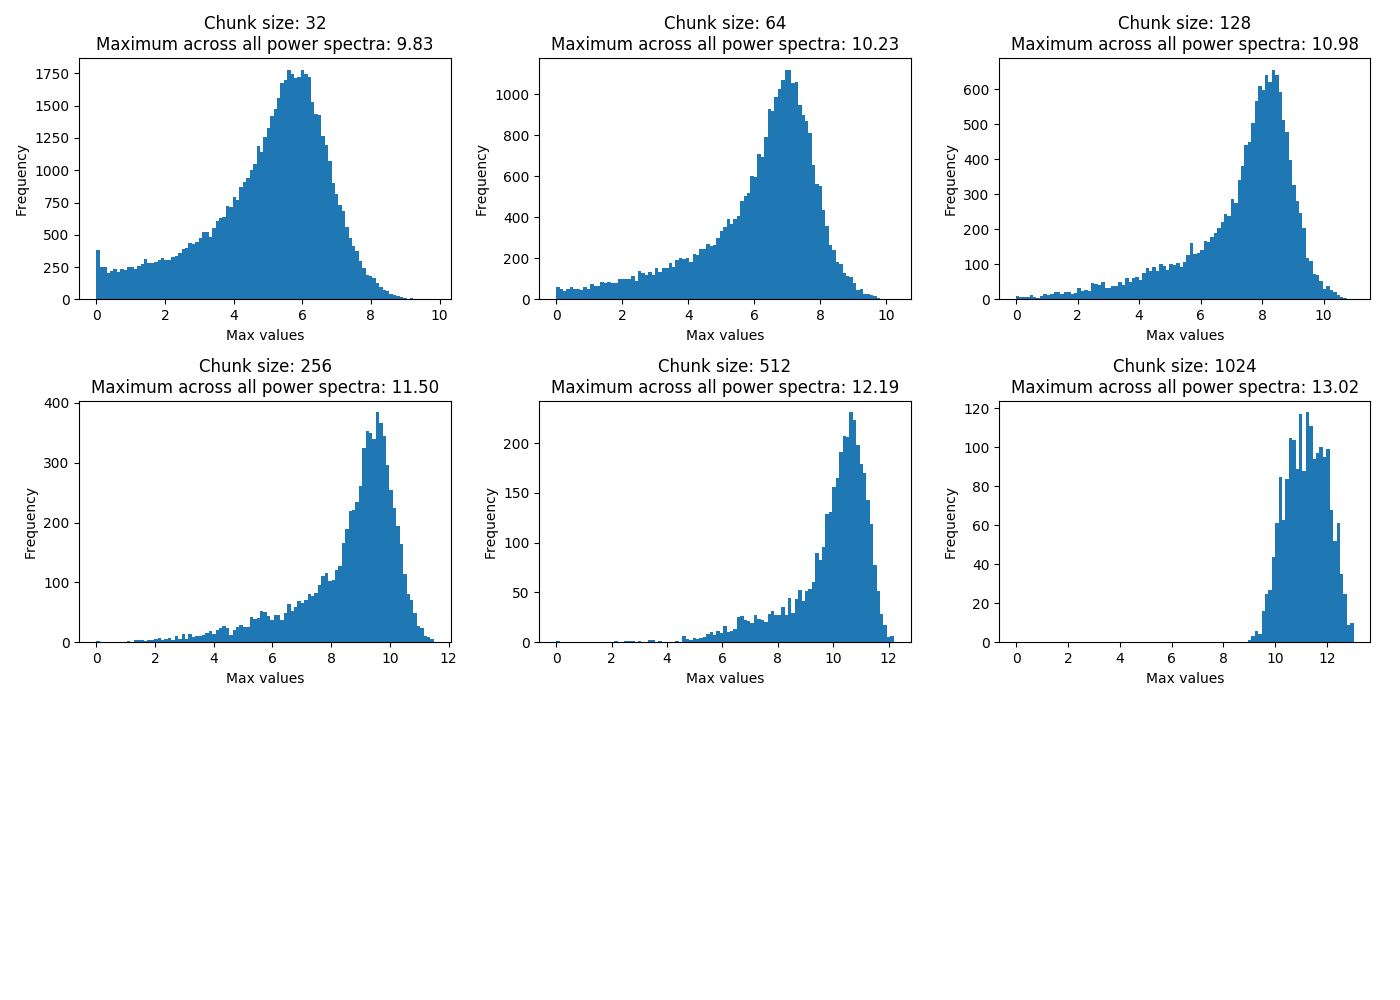 Chunk size: 32
Maximum across all power spectra: 9.83
1750
1500
1250
1000
750
500
250
0
Frequency
0 2 4 6 8 10
Max values
Chunk size: 64
Maximum across all power spectra: 10.23
1000
800
600
400
200
0
Frequency
0 2 4 6 8 10
Max values
Chunk size: 128
Maximum across all power spectra: 10.98
600
500
400
300
200
100
0
Frequency
0 2 4 6 8 10
Max values
Chunk size: 256
Maximum across all power spectra: 11.50
400
300
200
100
0
Frequency
0 2 4 6 8 10 12
Max values
Chunk size: 512
Maximum across all power spectra: 12.19
200
150
100
50
0
Frequency
0 2 4 6 8 10 12
Max values
Chunk size: 1024
Maximum across all power spectra: 13.02
120
100
80
60
40
20
0
Frequency
0 2 4 6 8 10 12
Max values